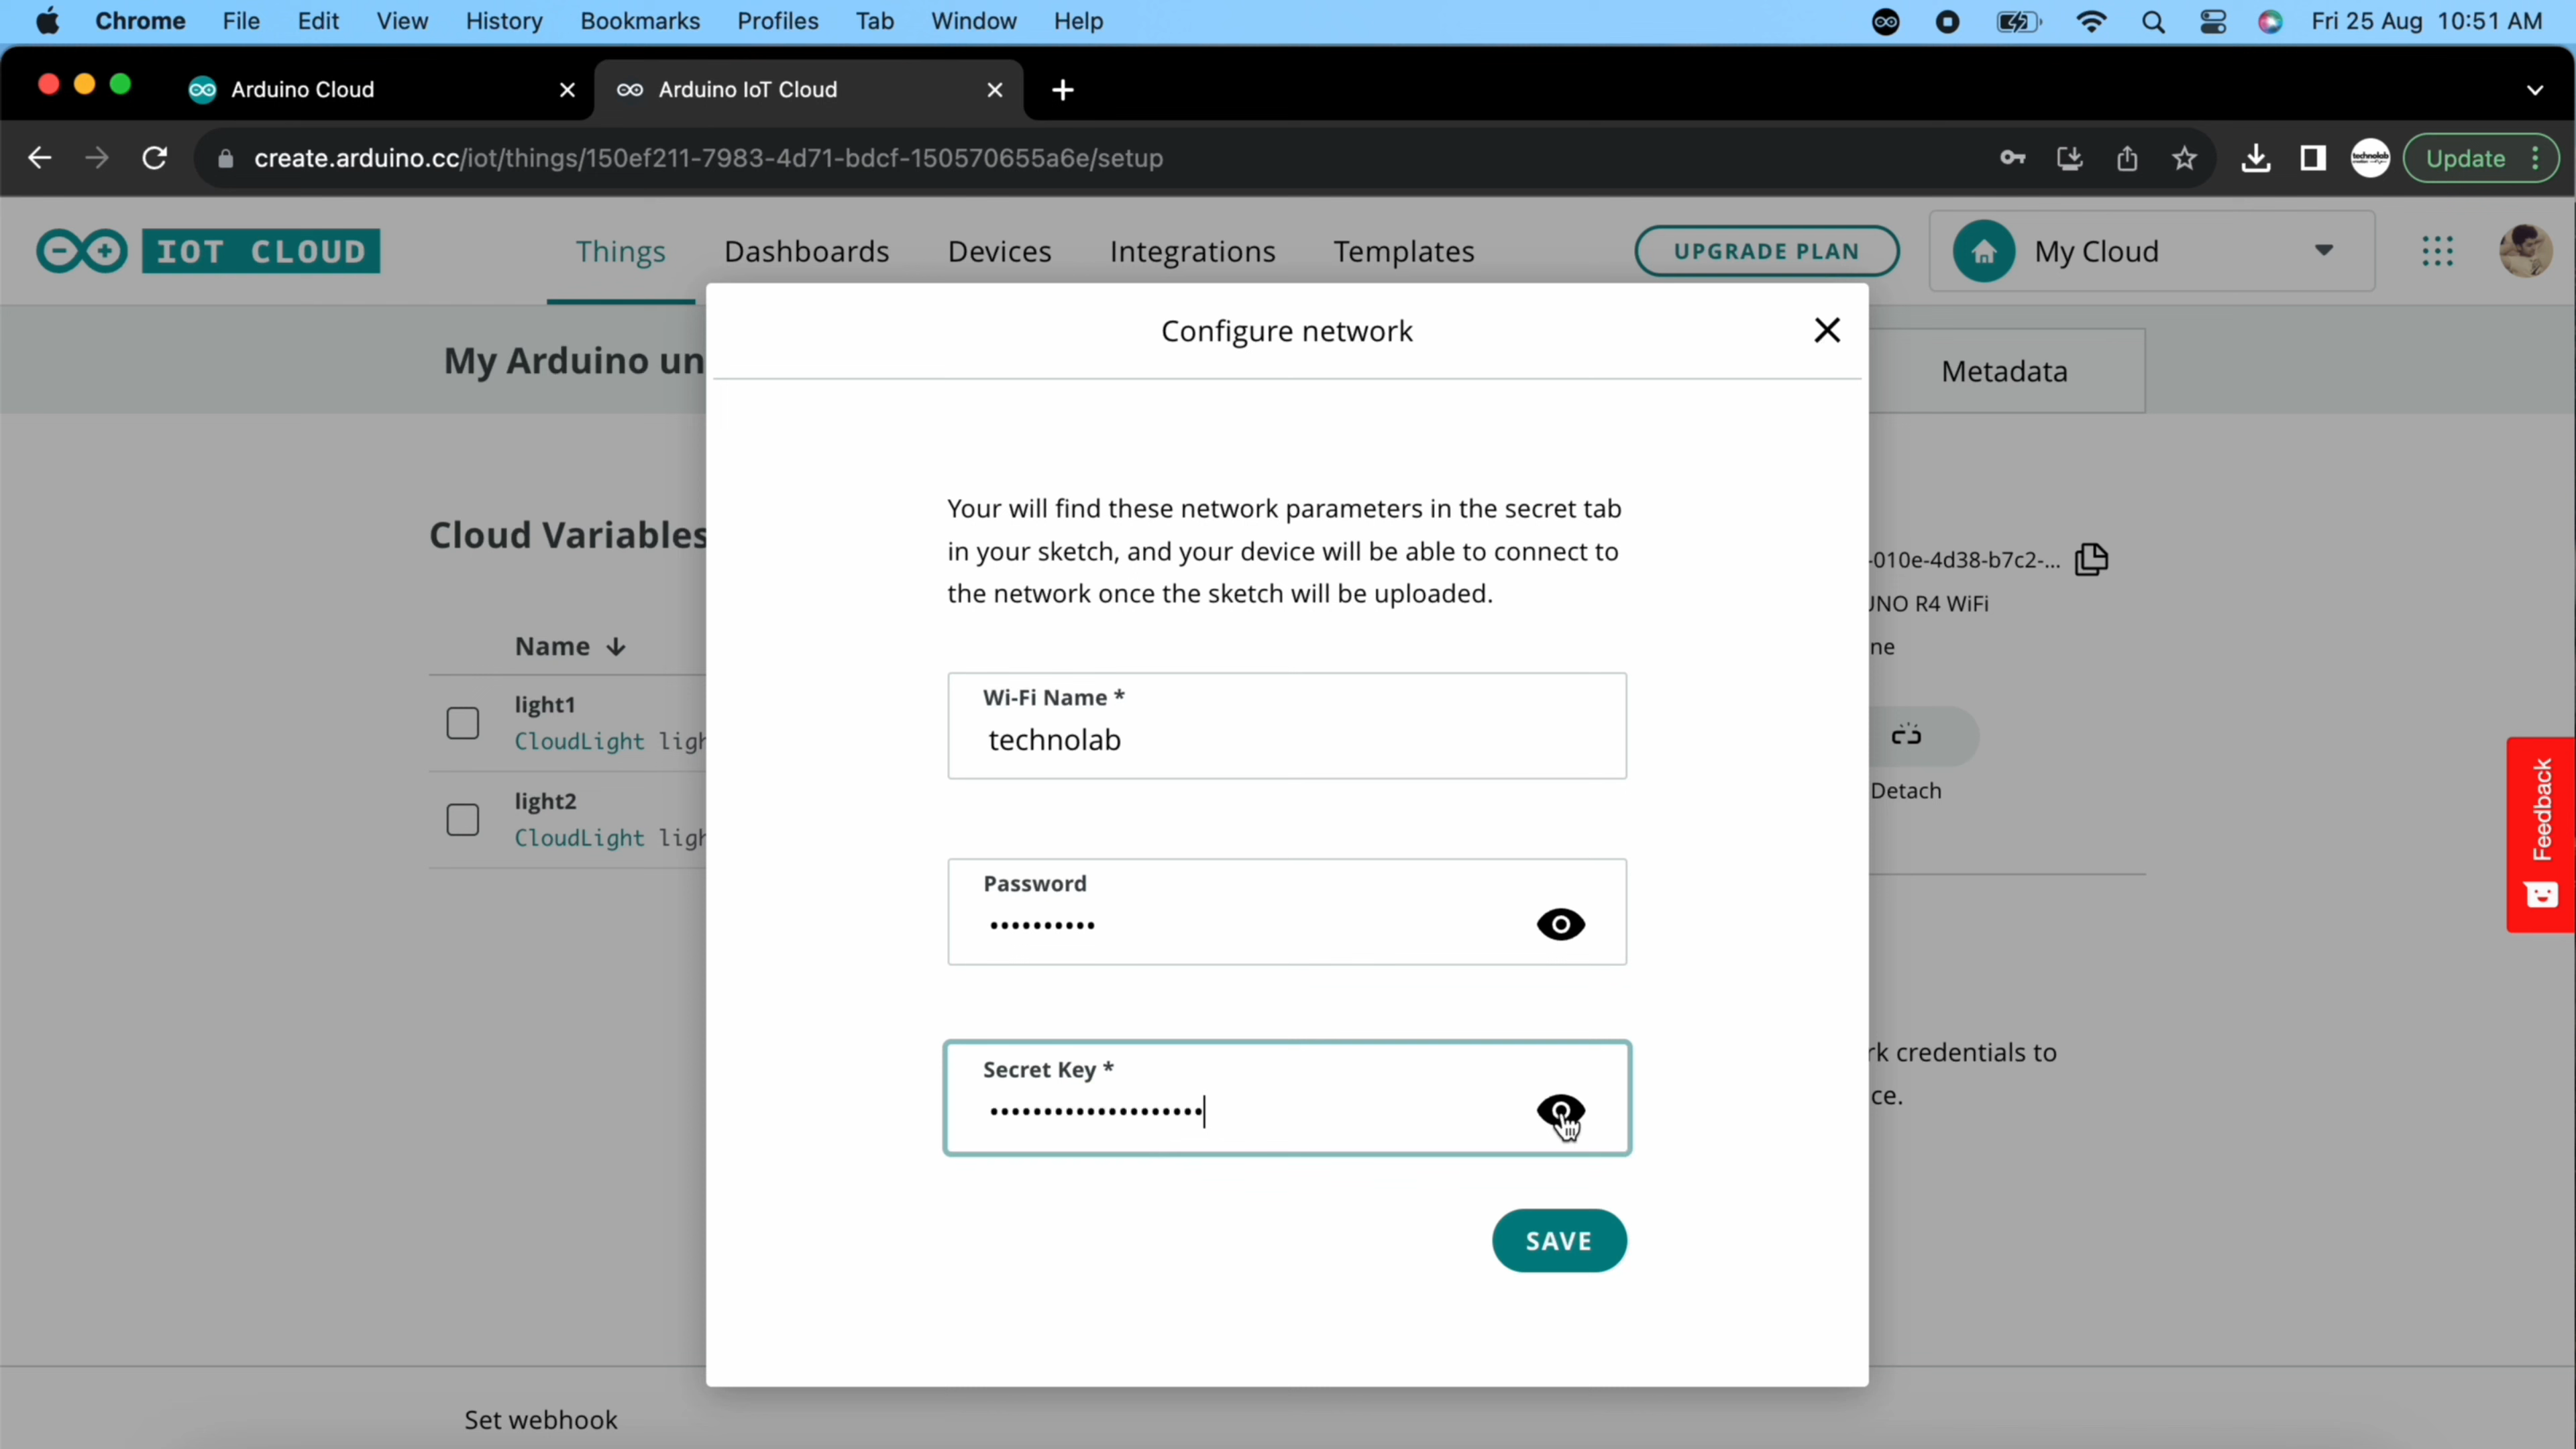 Chrome File Edit View History Bookmarks Profiles Tab Window Help Fri 25 Aug 10:51 AM
Arduino Cloud Arduino IoT Cloud
create.arduino.cc/iot/things/150ef211-7983-4d71-bdcf-150570655a6e/setup technolab Update
IOT CLOUD Things Dashboards Devices Integrations Templates UPGRADE PLAN My Cloud
Configure network
My Arduino un Metadata
Your will find these network parameters in the secret tab
in your sketch, and your device will be able to connect to
the network once the sketch will be uploaded.
Cloud Variables
-010e-4d38-b7c2-...
UNO R4 WiFi
ne
Name
light1
CloudLight ligh
light2
CloudLight ligh
Wi-Fi Name *
technolab
Detach
Feedback
Password
••••••••••
Secret Key *
••••••••••••••••••••
rk credentials to
ce.
SAVE
Set webhook